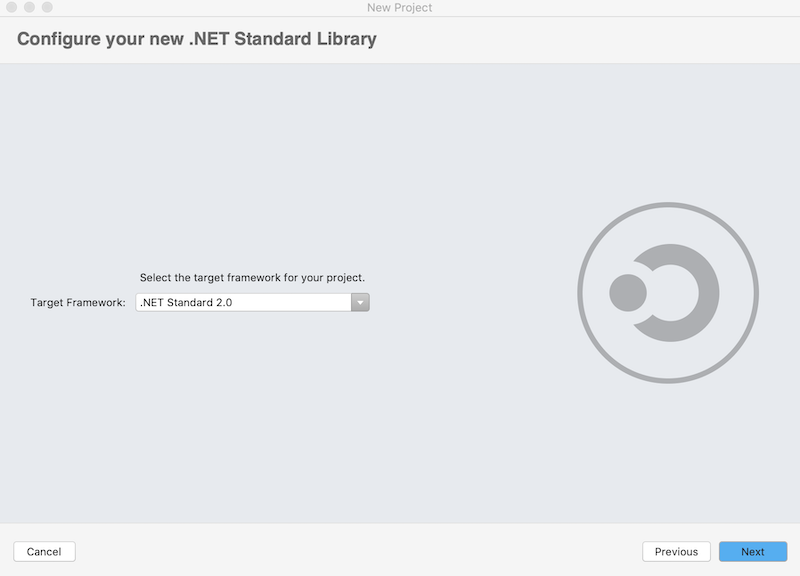 New Project
Configure your new .NET Standard Library
Select the target framework for your project.
Target Framework: .NET Standard 2.0
Cancel Previous Next